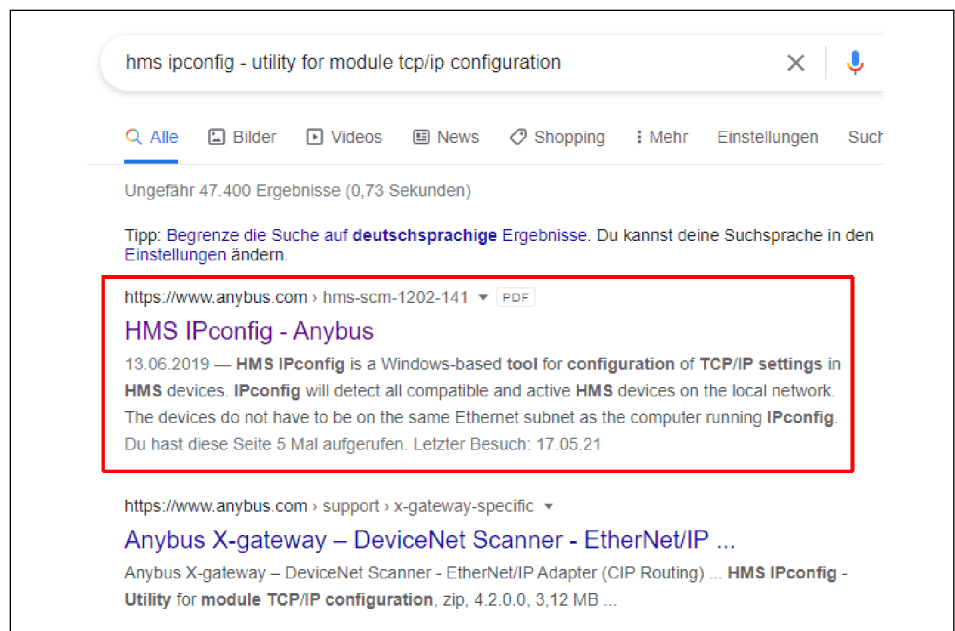 hms ipconfig - utility for module tcp/ip configuration
Alle Bilder Videos News Shopping Mehr Einstellungen Such
Ungefähr 47.400 Ergebnisse (0,73 Sekunden)
Tipp: Begrenze die Suche auf deutschsprachige Ergebnisse. Du kannst deine Suchsprache in den
Einstellungen ändern.
https://www.anybus.com › hms-scm-1202-141 PDF
HMS IPconfig - Anybus
13.06.2019 — HMS IPconfig is a Windows-based tool for configuration of TCP/IP settings in
HMS devices. IPconfig will detect all compatible and active HMS devices on the local network.
The devices do not have to be on the same Ethernet subnet as the computer running IPconfig.
Du hast diese Seite 5 Mal aufgerufen. Letzter Besuch: 17.05.21
https://www.anybus.com › support › x-gateway-specific
Anybus X-gateway – DeviceNet Scanner - EtherNet/IP ...
Anybus X-gateway – DeviceNet Scanner - EtherNet/IP Adapter (CIP Routing) ... HMS IPconfig -
Utility for module TCP/IP configuration, zip, 4.2.0.0, 3,12 MB ...